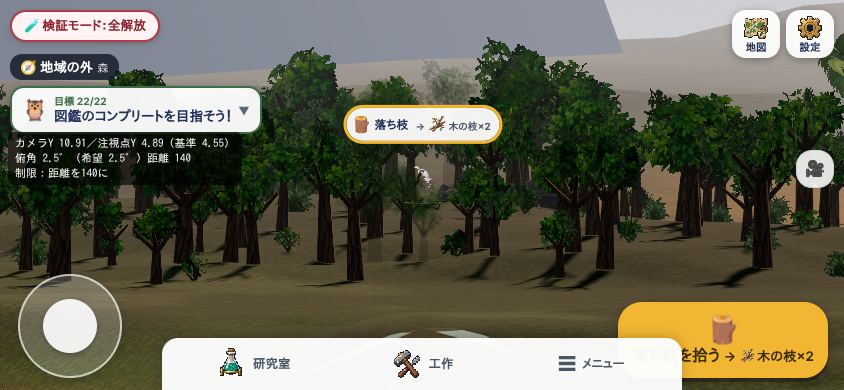 検証モード：全解放
地域の外 森
目標 22/22
図鑑のコンプリートを目指そう！
カメラY 10.91／注視点Y 4.89（基準 4.55）
俯角 2.5°（希望 2.5°）距離 140
制限：距離を140に
地図
設定
落ち枝 → 木の枝×2
研究室
工作
メニュー
落ち枝を拾う → 木の枝×2